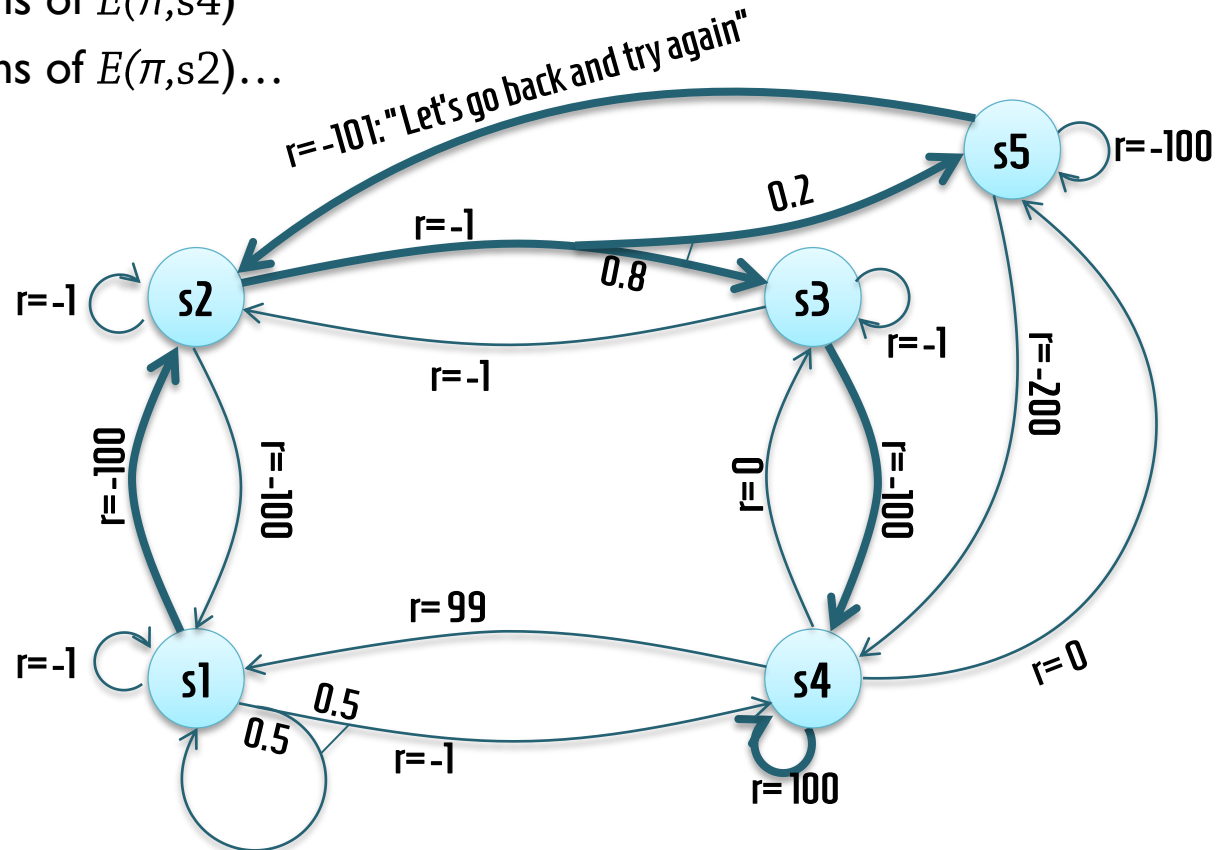 ns of E(π,s4)
ns of E(π,s2)…
r= -101:"Let's go back and try again"
s5
r= -100
0.2
r= -1
0.8
s2
r= -1
s3
r= -1
r= -1
r= -200
r= -100
r= -100
r= 0
r= -100
r= 99
r= -1
s1
0.5
0.5
r= -1
s4
r= 0
r= 100